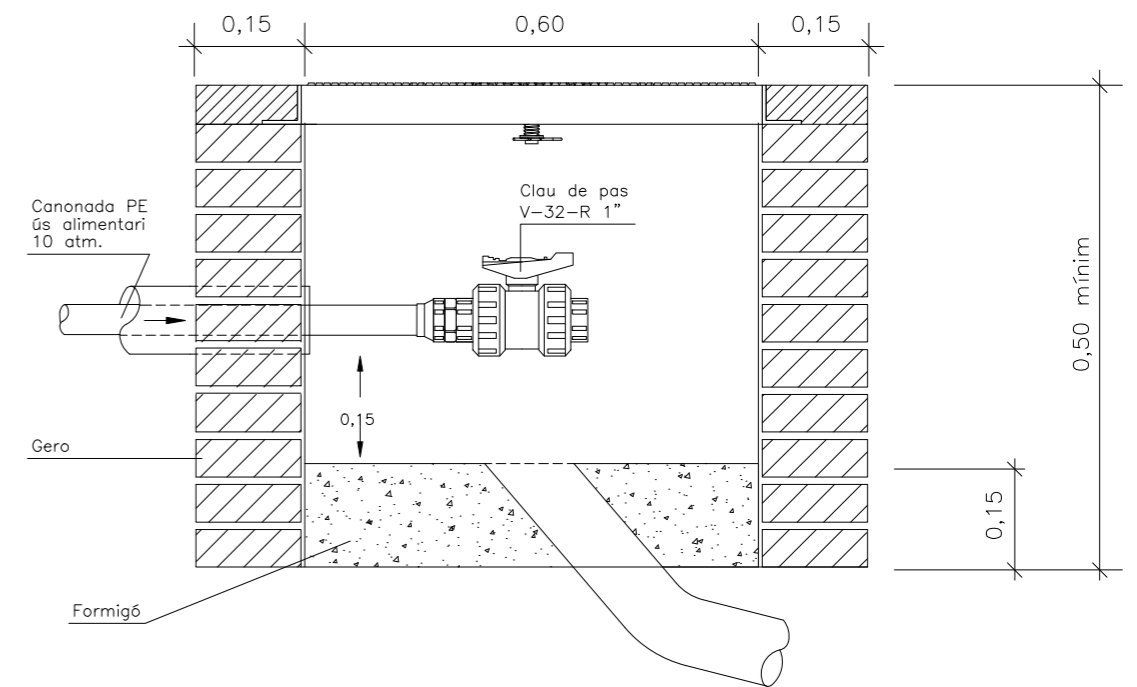 0,15
0,60
0,15
Clau de pas
V-32-R 1"
Canonada PE
ús alimentari
10 atm.
0,50 mínim
0,15
Gero
0,15
Formigó